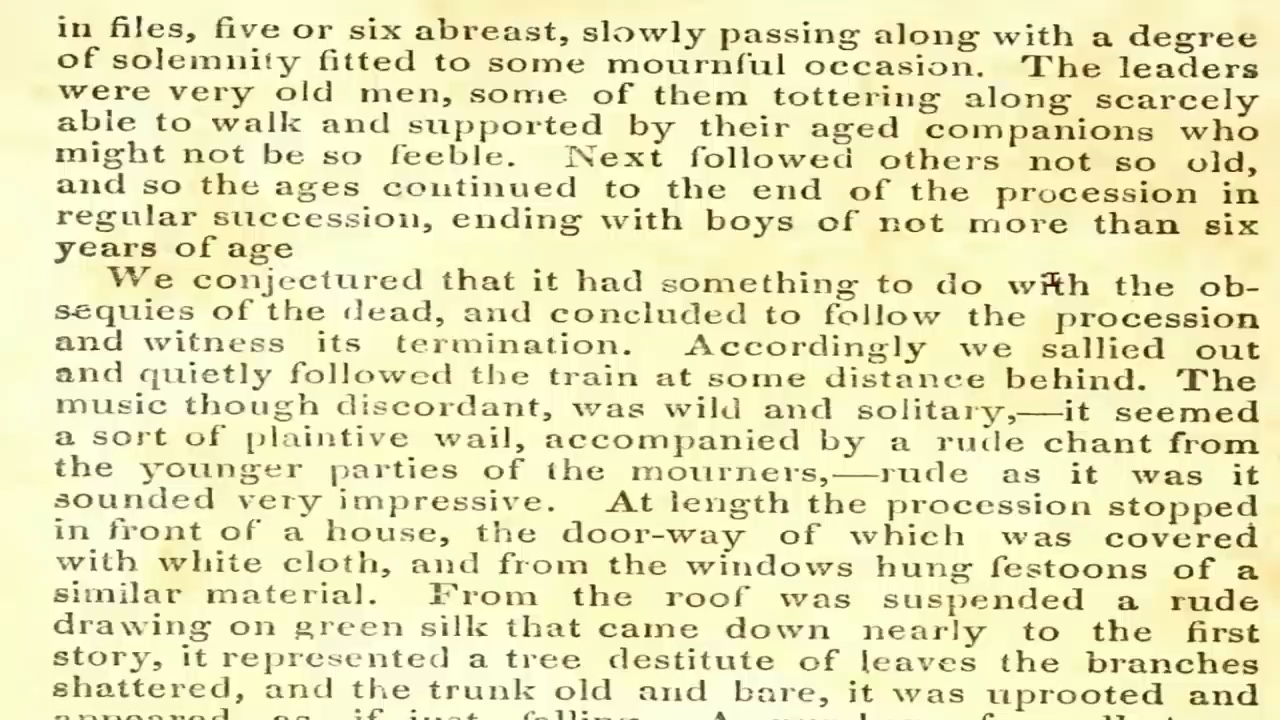 in files, five or six abreast, slowly passing along with a degree
of solemnity fitted to some mournful occasion. The leaders
were very old men, some of them tottering along scarcely
able to walk and supported by their aged companions who
might not be so feeble. Next followed others not so old,
and so the ages continued to the end of the procession in
regular succession, ending with boys of not more than six
years of age
We conjectured that it had something to do with the ob-
sequies of the dead, and concluded to follow the procession
and witness its termination. Accordingly we sallied out
and quietly followed the train at some distance behind. The
music though discordant, was wild and solitary,—it seemed
a sort of plaintive wail, accompanied by a rude chant from
the younger parties of the mourners,—rude as it was it
sounded very impressive. At length the procession stopped
in front of a house, the door-way of which was covered
with white cloth, and from the windows hung festoons of a
similar material. From the roof was suspended a rude
drawing on green silk that came down nearly to the first
story, it represented a tree destitute of leaves the branches
shattered, and the trunk old and bare, it was uprooted and
appeared as if just falling. A